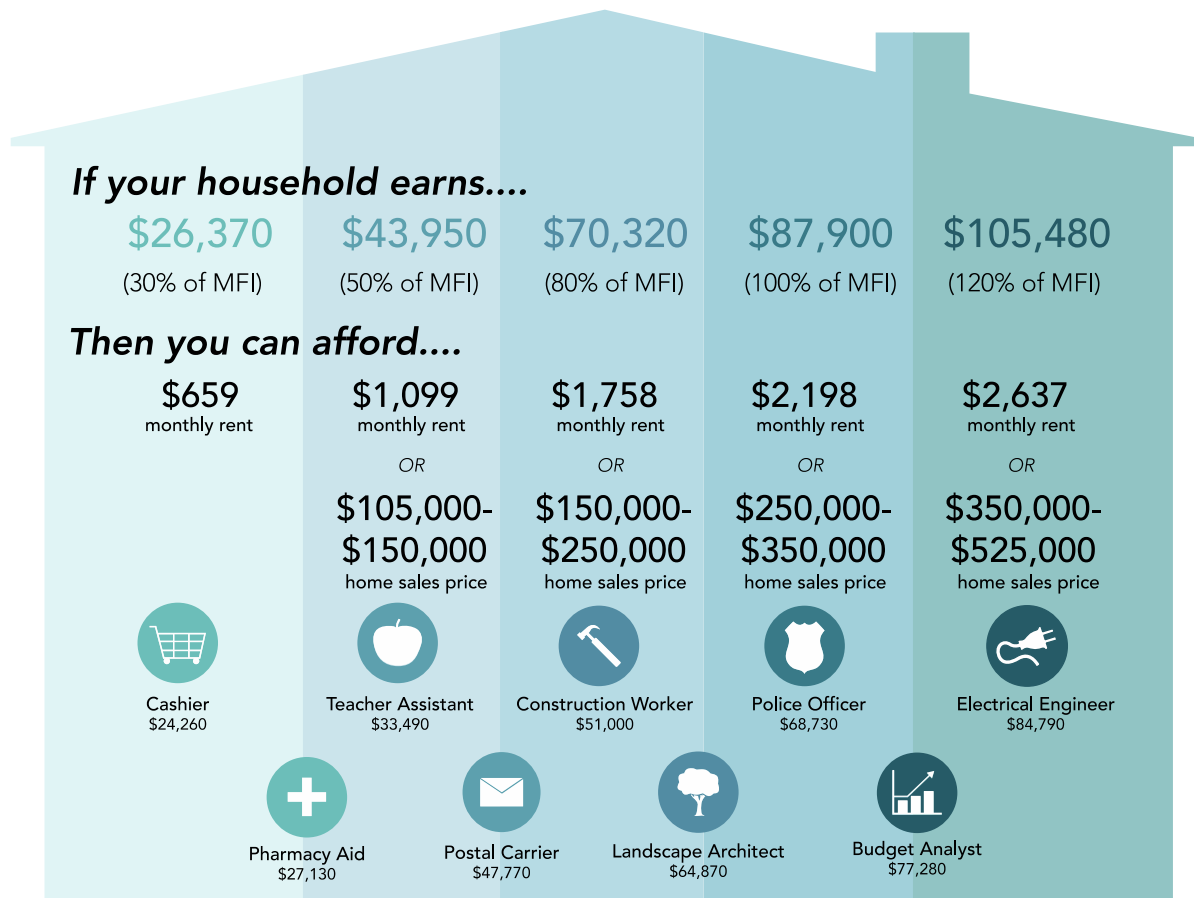 If your household earns....
$26,370 $43,950 $70,320 $87,900 $105,480
(30% of MFI) (50% of MFI) (80% of MFI) (100% of MFI) (120% of MFI)
Then you can afford....
$659 $1,099 $1,758 $2,198 $2,637
monthly rent monthly rent monthly rent monthly rent monthly rent
OR OR OR OR
$105,000- $150,000- $250,000- $350,000-
$150,000 $250,000 $350,000 $525,000
home sales price home sales price home sales price home sales price
Cashier Teacher Assistant Construction Worker Police Officer Electrical Engineer
$24,260 $33,490 $51,000 $68,730 $84,790
Pharmacy Aid Postal Carrier Landscape Architect Budget Analyst
$27,130 $47,770 $64,870 $77,280